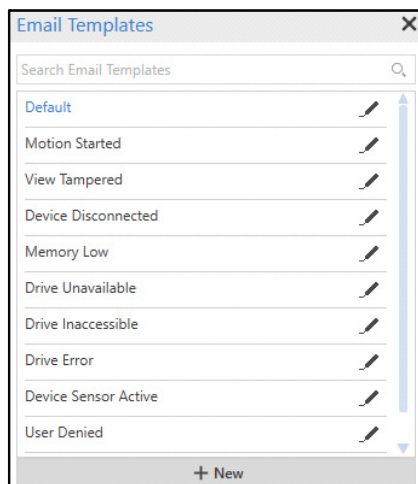 Email Templates
Search Email Templates
Default
Motion Started
View Tampered
Device Disconnected
Memory Low
Drive Unavailable
Drive Inaccessible
Drive Error
Device Sensor Active
User Denied
+ New